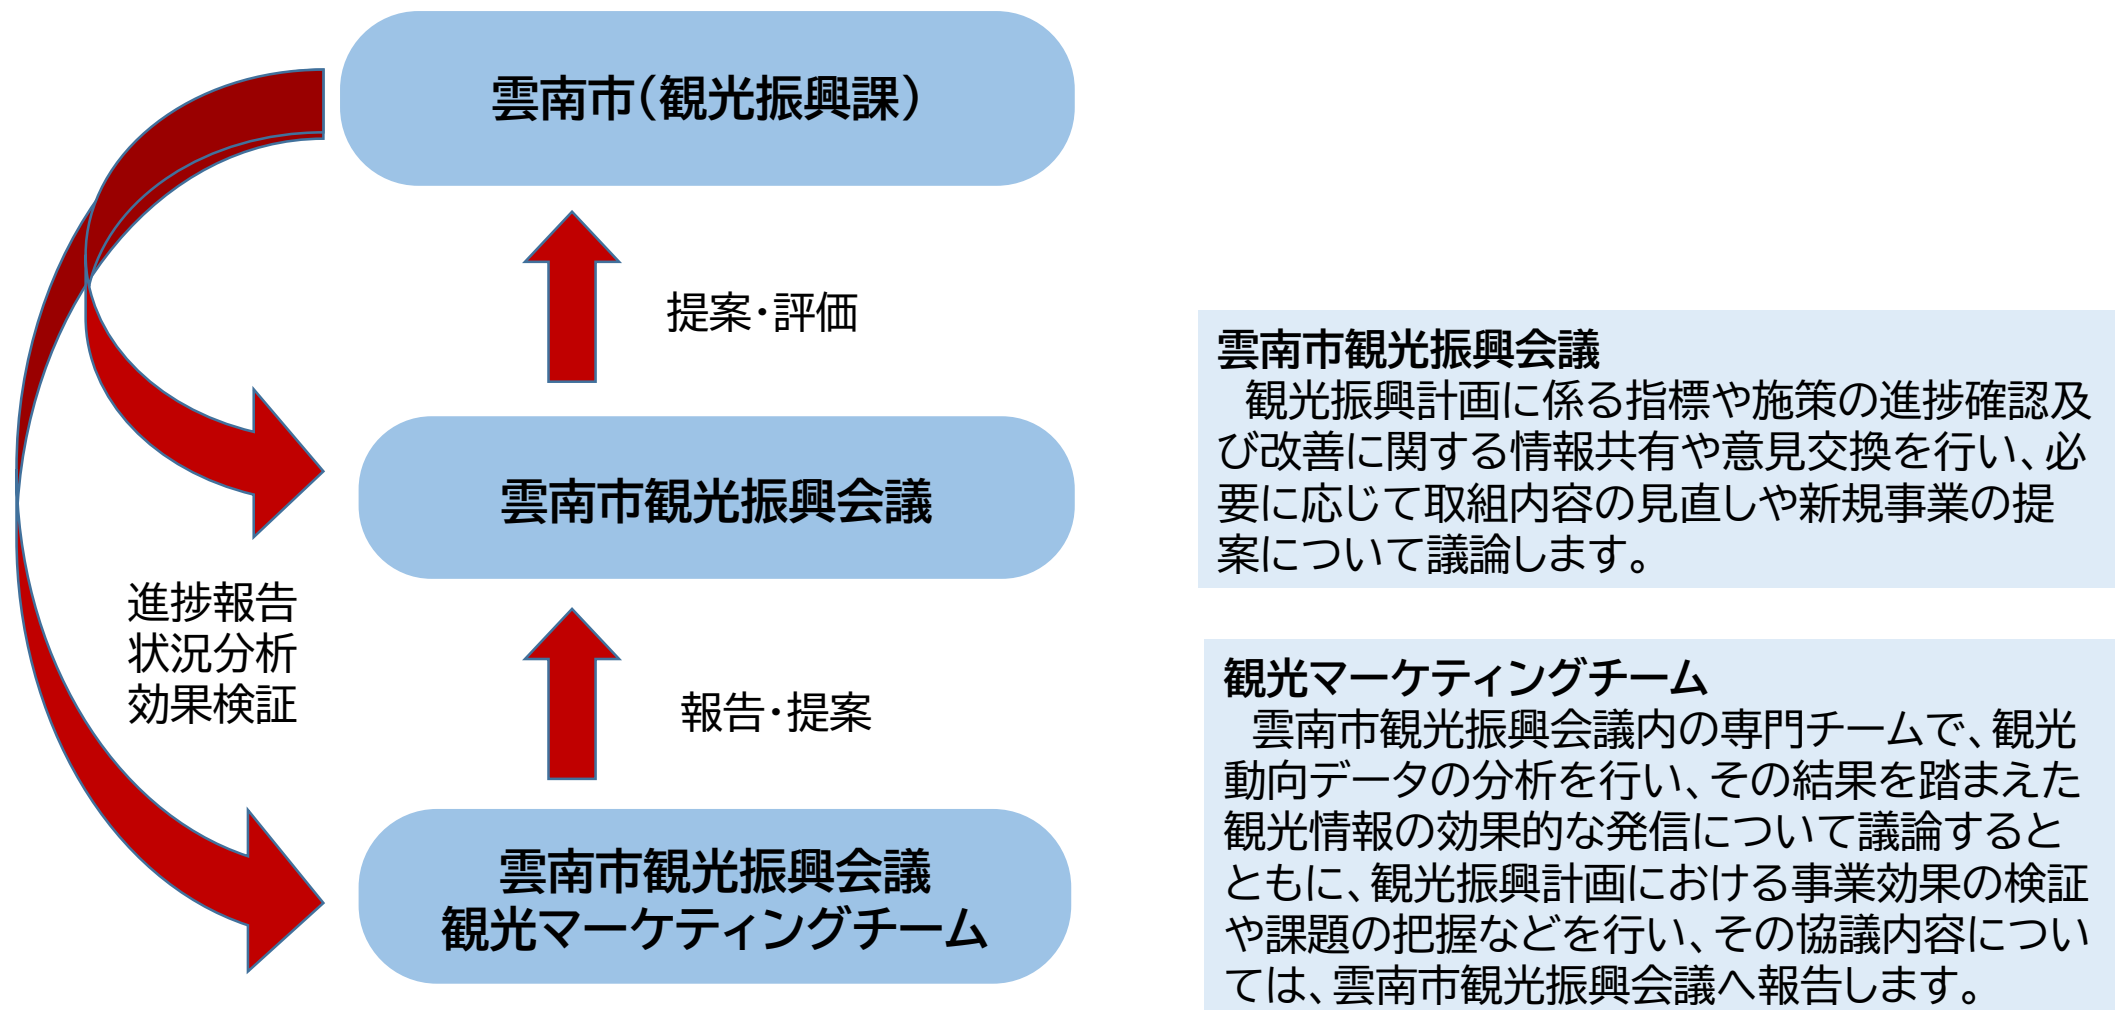 雲南市（観光振興課）
提案・評価
雲南市観光振興会議
進捗報告
状況分析
効果検証
報告・提案
雲南市観光振興会議
観光マーケティングチーム
雲南市観光振興会議
観光振興計画に係る指標や施策の進捗確認及
び改善に関する情報共有や意見交換を行い、必
要に応じて取組内容の見直しや新規事業の提
案について議論します。
観光マーケティングチーム
雲南市観光振興会議内の専門チームで、観光
動向データの分析を行い、その結果を踏まえた
観光情報の効果的な発信について議論すると
ともに、観光振興計画における事業効果の検証
や課題の把握などを行い、その協議内容につい
ては、雲南市観光振興会議へ報告します。